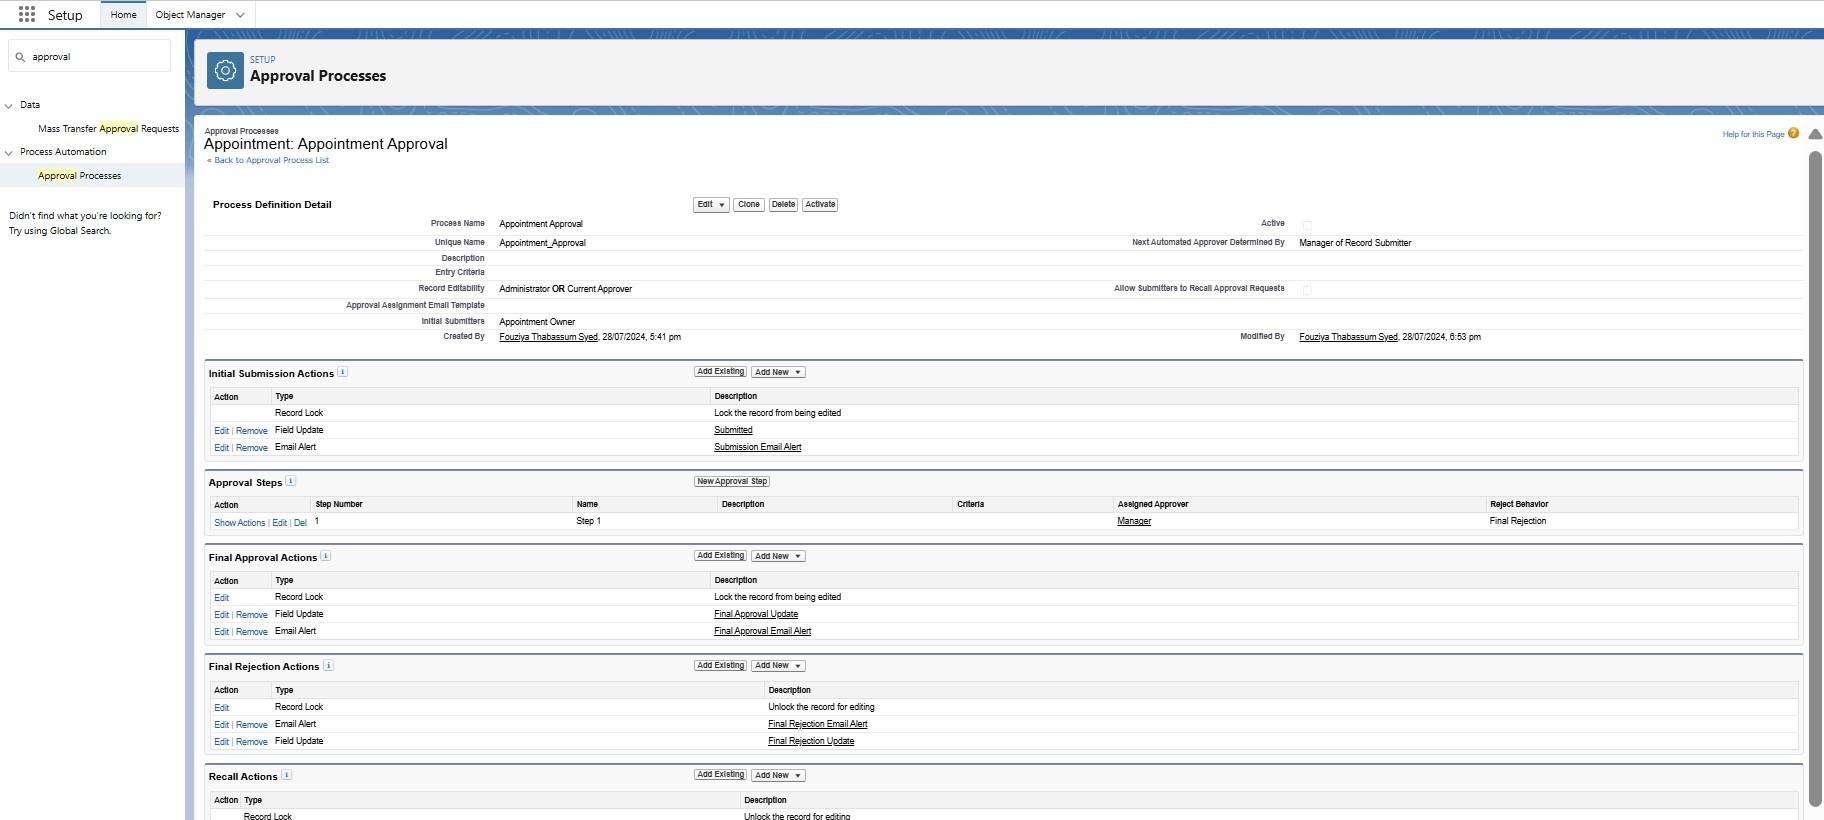 Setup Home Object Manager
approval
Data
Mass Transfer Approval Requests
Process Automation
Approval Processes
Didn't find what you're looking for?
Try using Global Search.
SETUP
Approval Processes
Approval Processes
Appointment: Appointment Approval
« Back to Approval Process List
Help for this Page ?
Process Definition Detail Edit Clone Delete Activate
Process Name Appointment Approval Active
Unique Name Appointment_Approval Next Automated Approver Determined By Manager of Record Submitter
Description
Entry Criteria
Record Editability Administrator OR Current Approver Allow Submitters to Recall Approval Requests
Approval Assignment Email Template
Initial Submitters Appointment Owner
Created By Fouziya Thabassum Syed, 28/07/2024, 5:41 pm Modified By Fouziya Thabassum Syed, 28/07/2024, 6:53 pm
Initial Submission Actions i Add Existing Add New
Action Type Description
Record Lock Lock the record from being edited
Edit | Remove Field Update Submitted
Edit | Remove Email Alert Submission Email Alert
Approval Steps i New Approval Step
Action Step Number Name Description Criteria Assigned Approver Reject Behavior
Show Actions | Edit | Del 1 Step 1 Manager Final Rejection
Final Approval Actions i Add Existing Add New
Action Type Description
Edit Record Lock Lock the record from being edited
Edit | Remove Field Update Final Approval Update
Edit | Remove Email Alert Final Approval Email Alert
Final Rejection Actions i Add Existing Add New
Action Type Description
Edit Record Lock Unlock the record for editing
Edit | Remove Email Alert Final Rejection Email Alert
Edit | Remove Field Update Final Rejection Update
Recall Actions i Add Existing Add New
Action Type Description
Record Lock Unlock the record for editing